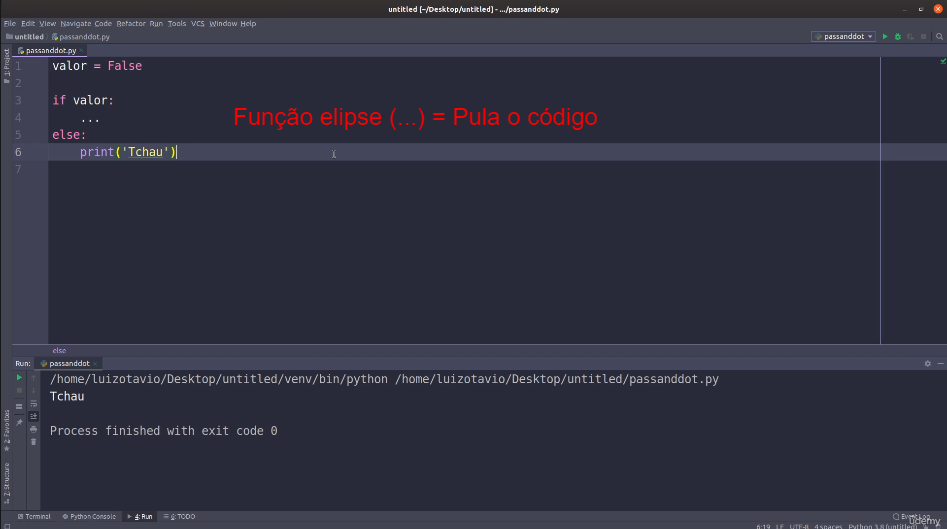 untitled [~/Desktop/untitled] - .../passanddot.py
File Edit View Navigate Code Refactor Run Tools VCS Window Help
untitled passanddot.py
passanddot
passanddot.py
1: Project
1 valor = False
2
3 if valor:
4 ...
Função elipse (...) = Pula o código
5 else:
6 print('Tchau')
7
else
Run: passanddot
/home/luizotavio/Desktop/untitled/venv/bin/python /home/luizotavio/Desktop/untitled/passanddot.py
Tchau
Process finished with exit code 0
2: Favorites
Z: Structure
Terminal Python Console 4: Run 6: TODO
Event Log
udemy
6:19 LF UTF-8 4 spaces Python 3.8 (untitled)